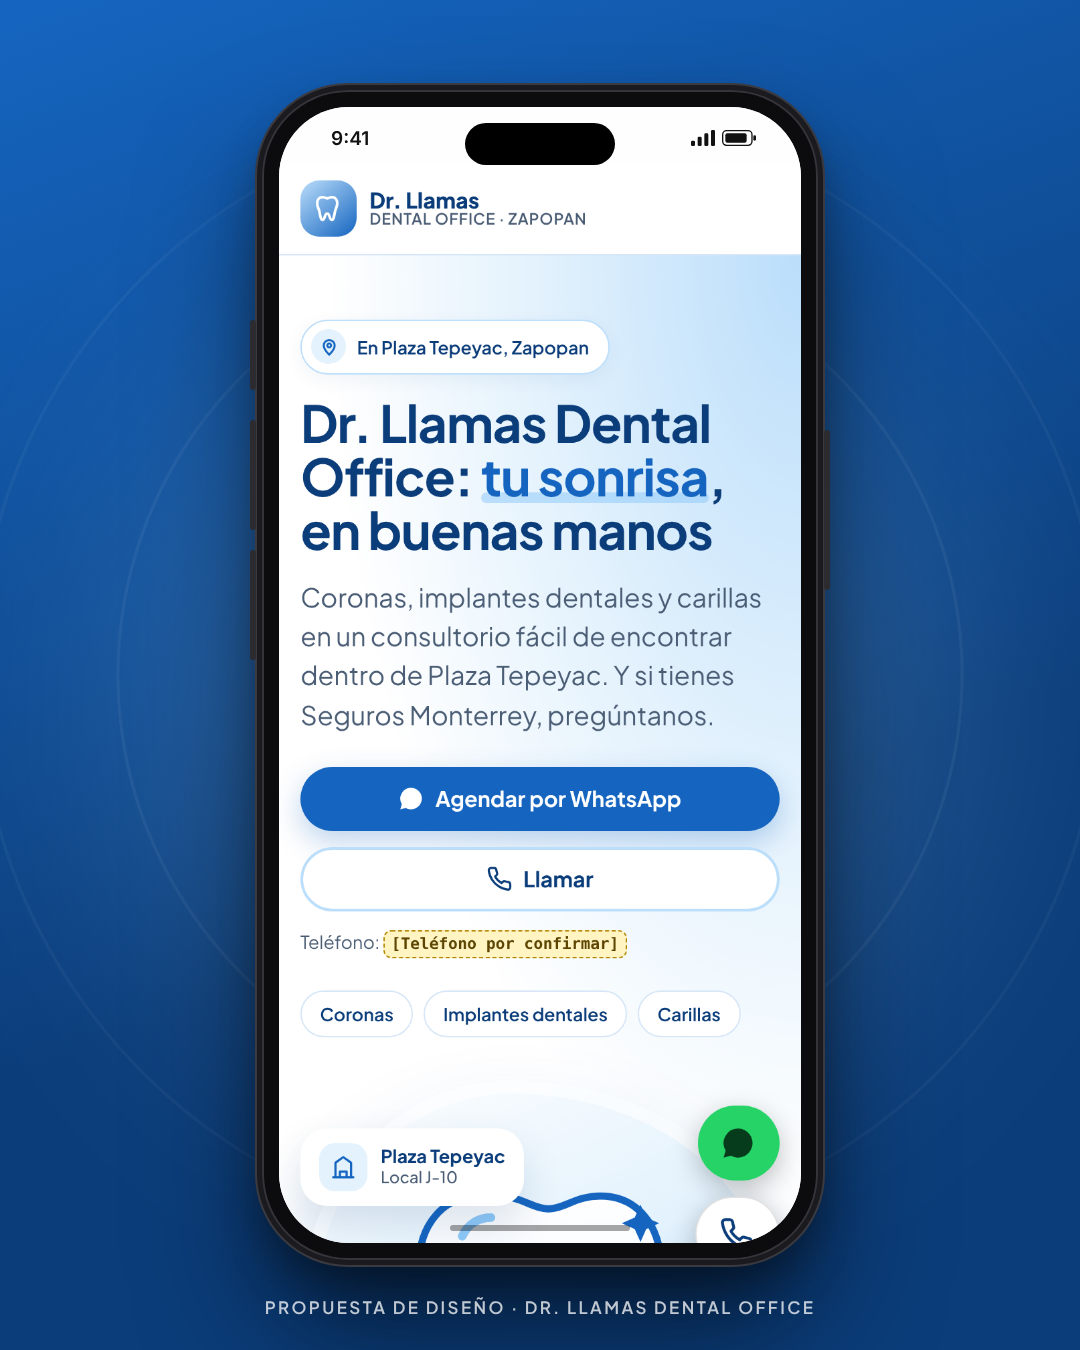 9:41
Dr. Llamas
DENTAL OFFICE · ZAPOPAN
En Plaza Tepeyac, Zapopan
Dr. Llamas Dental
Office: tu sonrisa,
en buenas manos
Coronas, implantes dentales y carillas
en un consultorio fácil de encontrar
dentro de Plaza Tepeyac. Y si tienes
Seguros Monterrey, pregúntanos.
Agendar por WhatsApp
Llamar
Teléfono: [Teléfono por confirmar]
Coronas Implantes dentales Carillas
Plaza Tepeyac
Local J-10
PROPUESTA DE DISEÑO · DR. LLAMAS DENTAL OFFICE